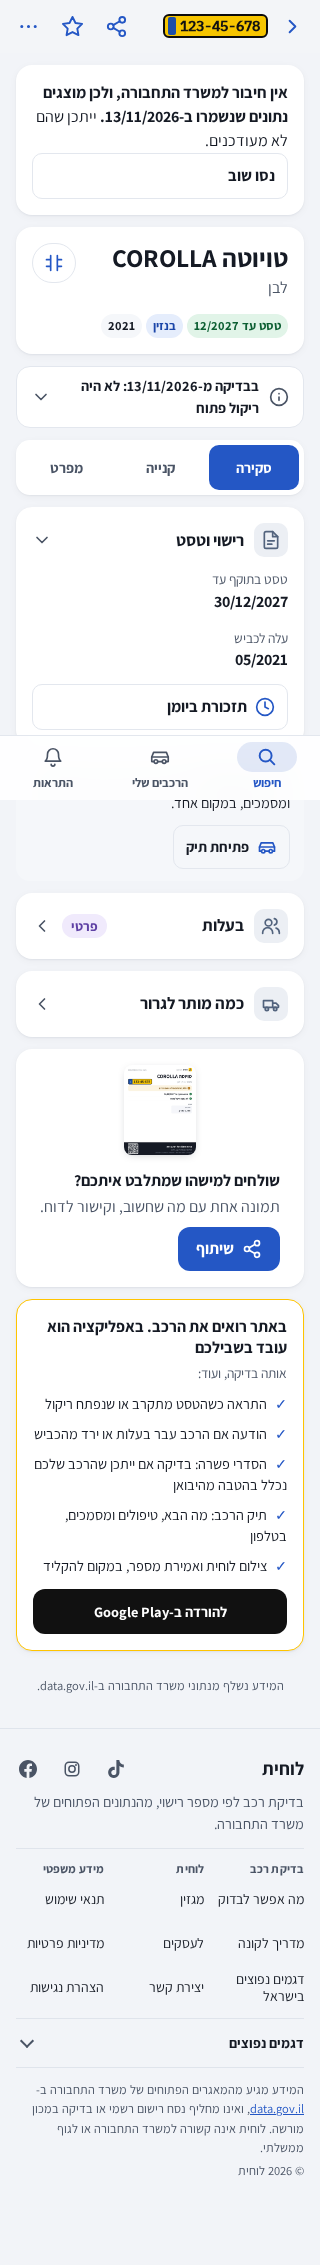 123-45-678
אין חיבור למשרד התחבורה, ולכן מוצגים
נתונים שנשמרו ב-13/11/2026. ייתכן שהם
לא מעודכנים.
נסו שוב
טויוטה COROLLA
לבן
טסט עד 12/2027
בנזין
2021
בבדיקה מ-13/11/2026: לא היה
ריקול פתוח
סקירה
קנייה
מפרט
רישוי וטסט
טסט בתוקף עד
30/12/2027
עלה לכביש
05/2021
תזכורת ביומן
חיפוש
הרכבים שלי
התראות
ומסמכים, במקום אחד.
פתיחת תיק
בעלות
פרטי
כמה מותר לגרור
שולחים למישהו שמתלבט איתכם?
תמונה אחת עם מה שחשוב, וקישור לדוח.
שיתוף
באתר רואים את הרכב. באפליקציה הוא
עובד בשבילכם
אותה בדיקה, ועוד:
✓ התראה כשהטסט מתקרב או שנפתח ריקול
✓ הודעה אם הרכב עבר בעלות או ירד מהכביש
✓ הסדרי פשרה: בדיקה אם ייתכן שהרכב שלכם
נכלל בהטבה מהיבואן
✓ תיק הרכב: מה הבא, טיפולים ומסמכים,
בטלפון
✓ צילום לוחית ואמירת מספר, במקום להקליד
להורדה ב-Google Play
המידע נשלף מנתוני משרד התחבורה ב-data.gov.il.
לוחית
בדיקת רכב לפי מספר רישוי, מהנתונים הפתוחים של
משרד התחבורה.
בדיקת רכב
לוחית
מידע משפטי
מה אפשר לבדוק
מגזין
תנאי שימוש
מדריך לקונה
לעסקים
מדיניות פרטיות
דגמים נפוצים
בישראל
יצירת קשר
הצהרת נגישות
דגמים נפוצים
המידע מגיע מהמאגרים הפתוחים של משרד התחבורה ב-
data.gov.il, ואינו מחליף נסח רישום רשמי או בדיקה במכון
מורשה. לוחית אינה קשורה למשרד התחבורה או לגוף
ממשלתי.
© 2026 לוחית